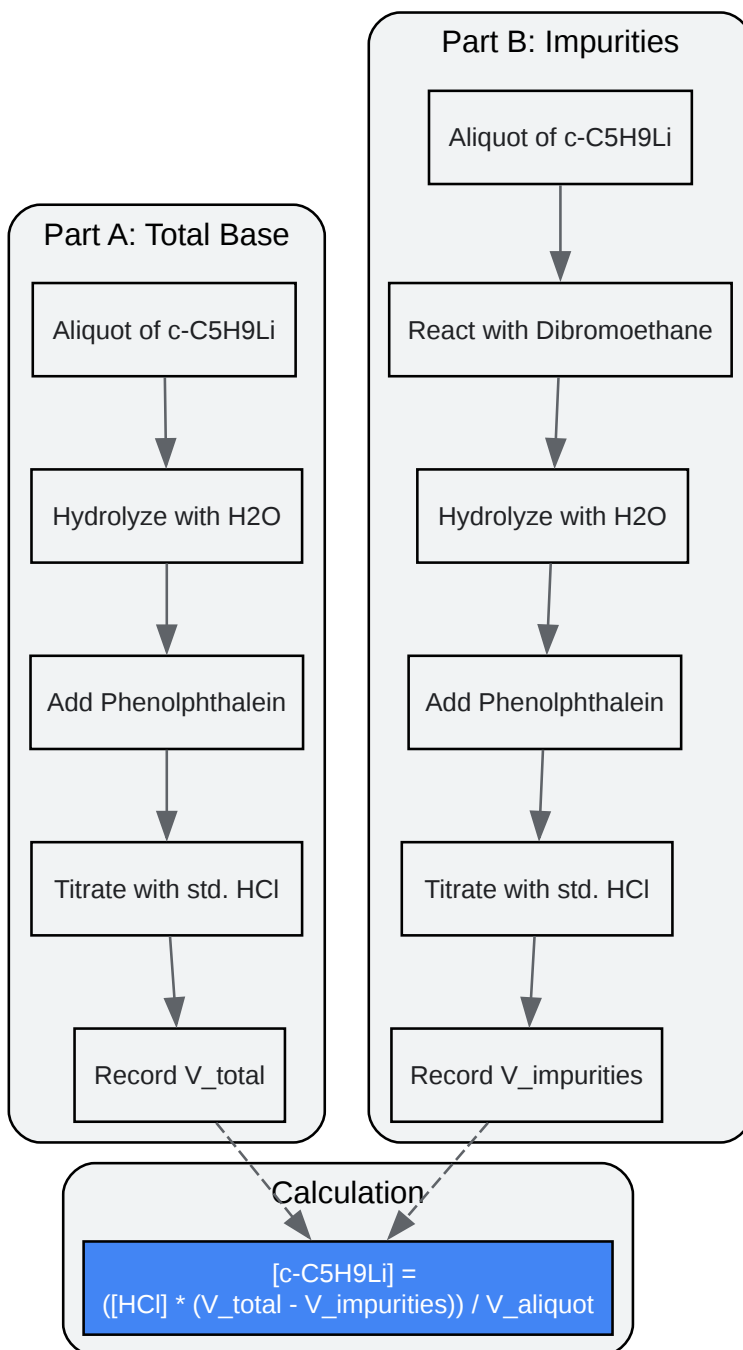 Part A: Total Base
Aliquot of c-C5H9Li
Hydrolyze with H2O
Add Phenolphthalein
Titrate with std. HCl
Record V_total
Part B: Impurities
Aliquot of c-C5H9Li
React with Dibromoethane
Hydrolyze with H2O
Add Phenolphthalein
Titrate with std. HCl
Record V_impurities
Calculation
[c-C5H9Li] =
([HCl] * (V_total - V_impurities)) / V_aliquot